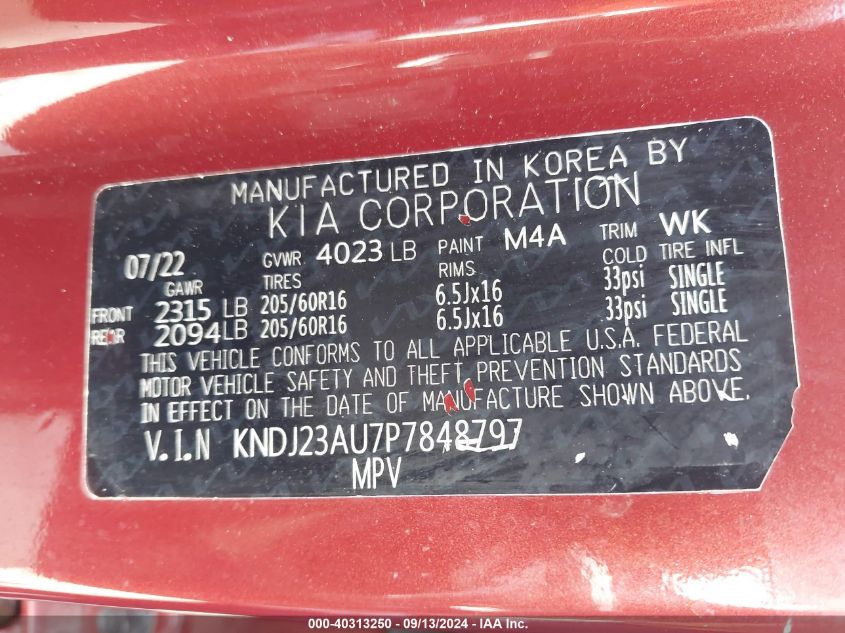 MANUFACTURED IN KOREA BY
KIA CORPORATION
07/22 GVWR 4023 LB PAINT M4A TRIM WK
GAWR TIRES RIMS COLD TIRE INFL
FRONT 2315 LB 205/60R16 6.5Jx16 33psi SINGLE
REAR 2094 LB 205/60R16 6.5Jx16 33psi SINGLE
THIS VEHICLE CONFORMS TO ALL APPLICABLE U.S.A. FEDERAL
MOTOR VEHICLE SAFETY AND THEFT PREVENTION STANDARDS
IN EFFECT ON THE DATE OF MANUFACTURE SHOWN ABOVE.
V.I.N KNDJ23AU7P7848797
MPV
000-40313250 - 09/13/2024 - IAA Inc.